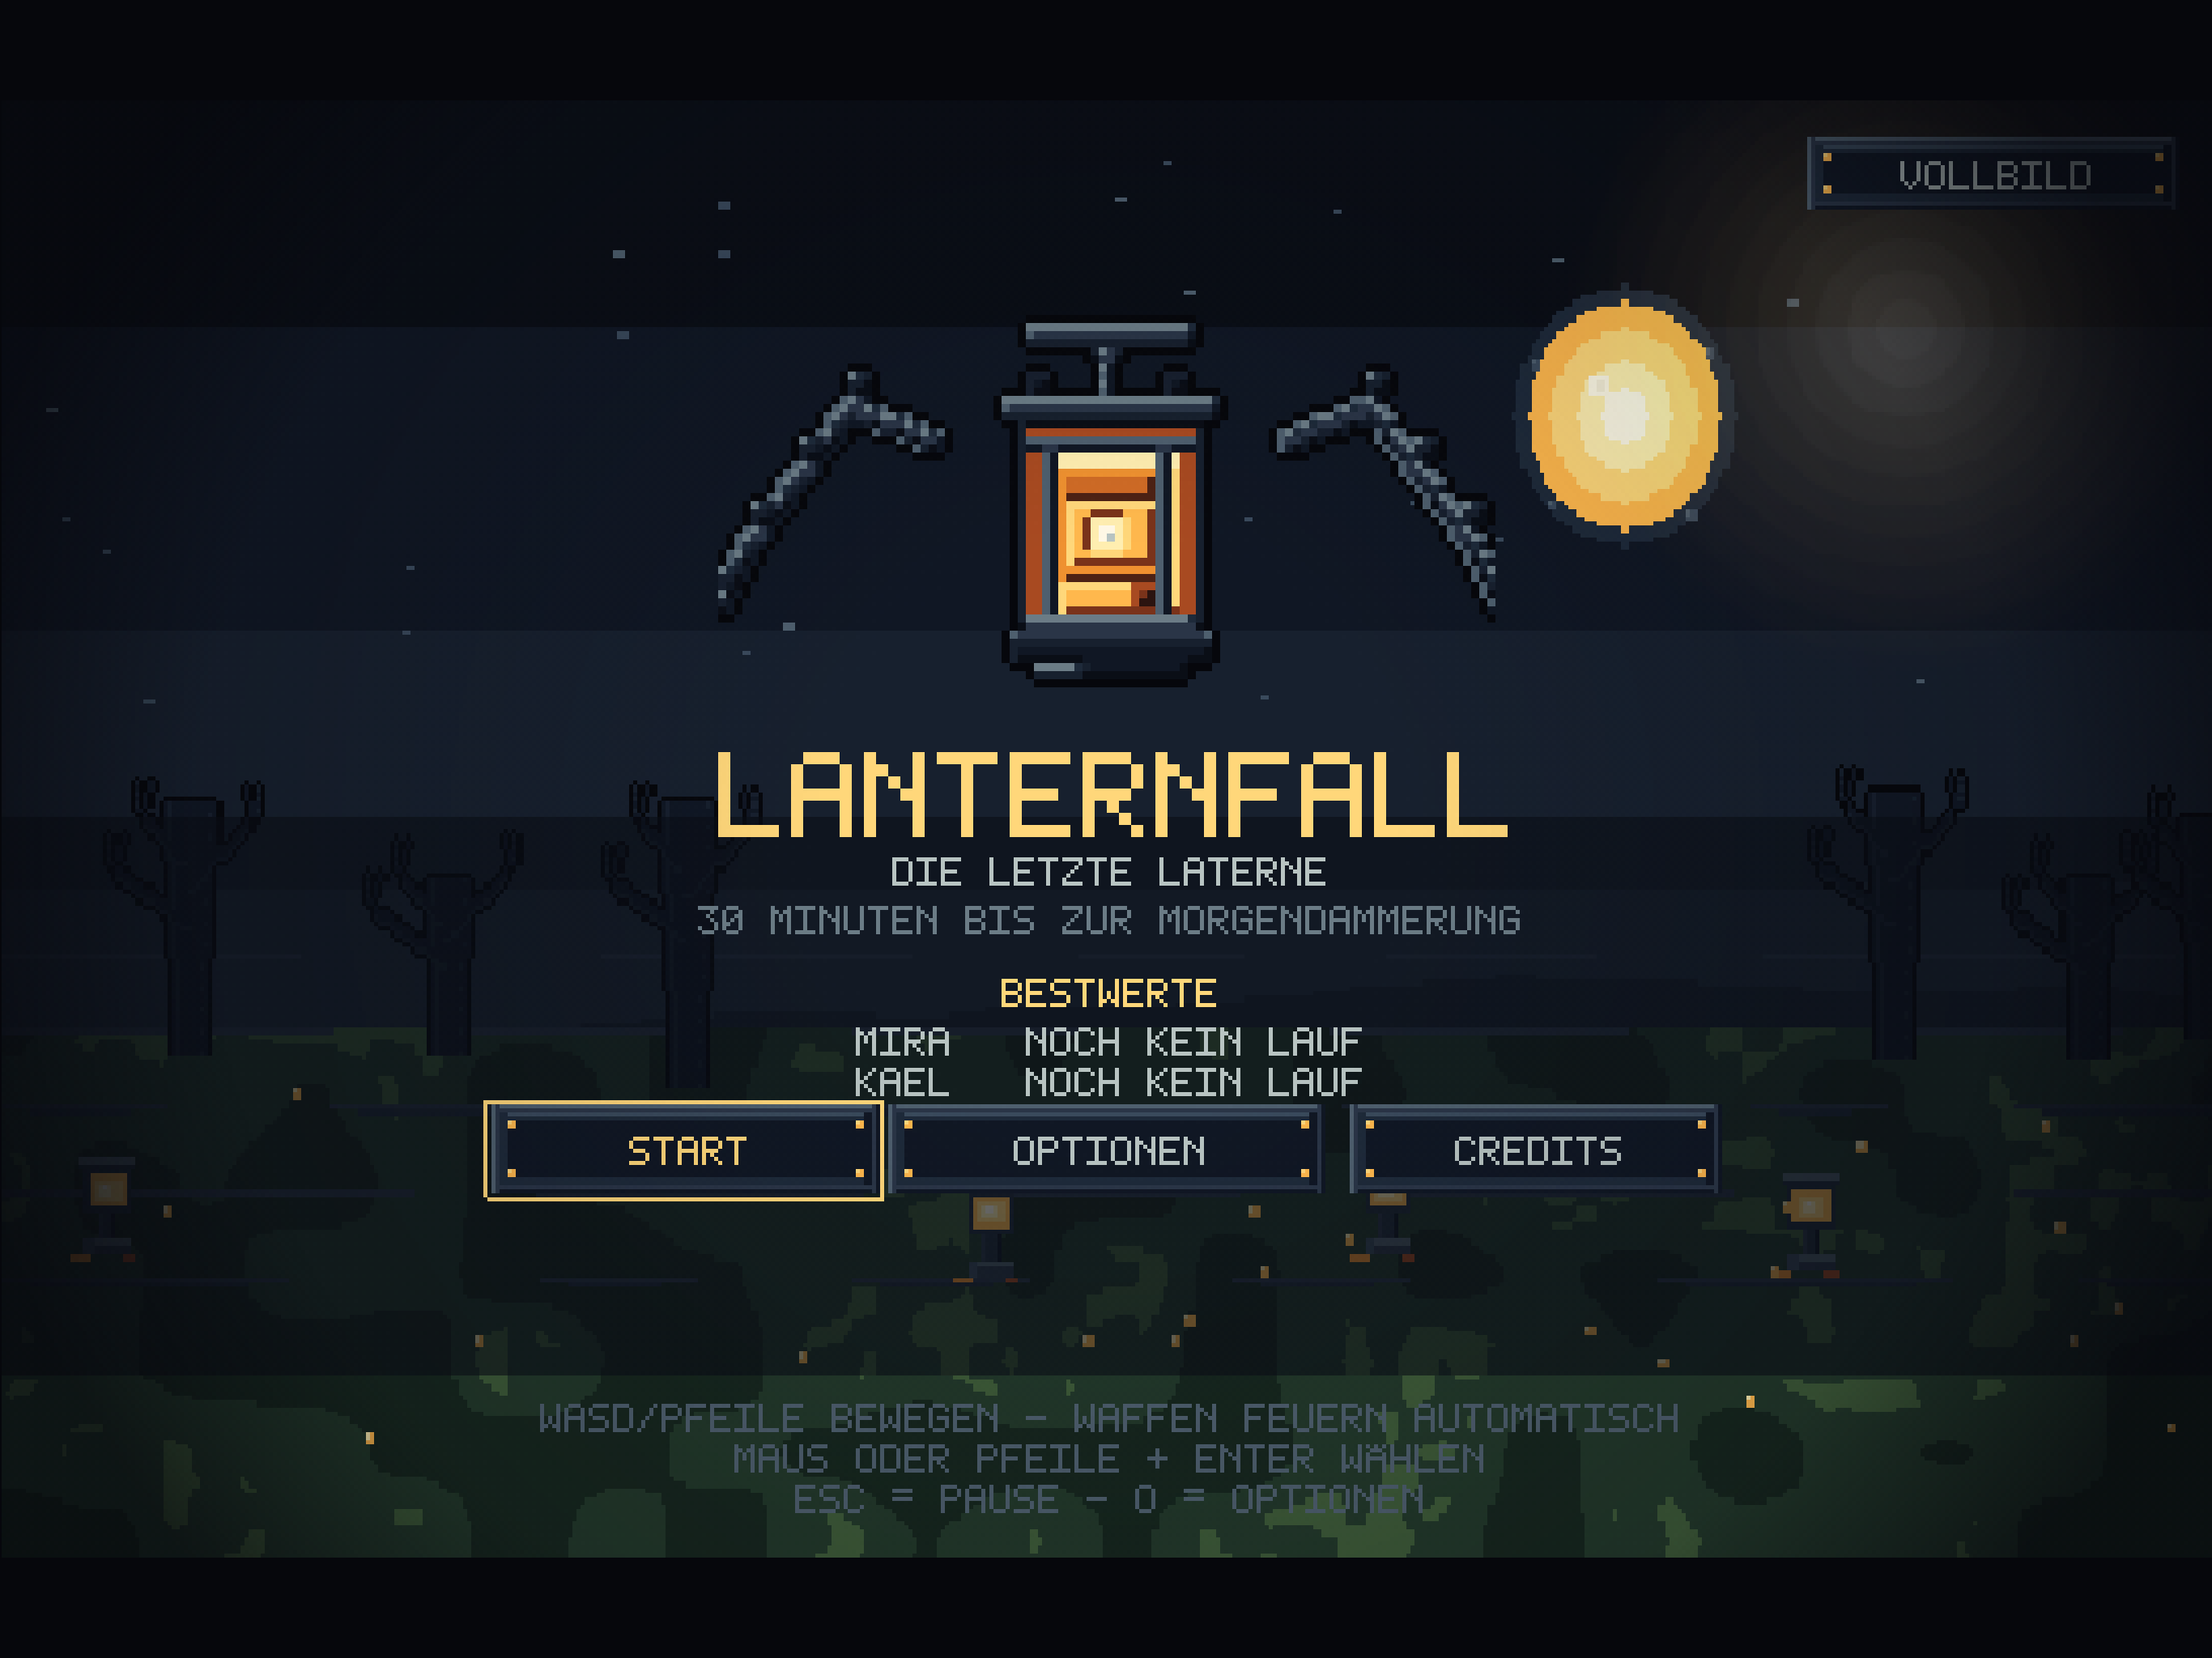 VOLLBILD
LANTERNFALL
DIE LETZTE LATERNE
30 MINUTEN BIS ZUR MORGENDAMMERUNG
BESTWERTE
MIRA NOCH KEIN LAUF
KAEL NOCH KEIN LAUF
START OPTIONEN CREDITS
WASD/PFEILE BEWEGEN - WAFFEN FEUERN AUTOMATISCH
MAUS ODER PFEILE + ENTER WÄHLEN
ESC = PAUSE - O = OPTIONEN